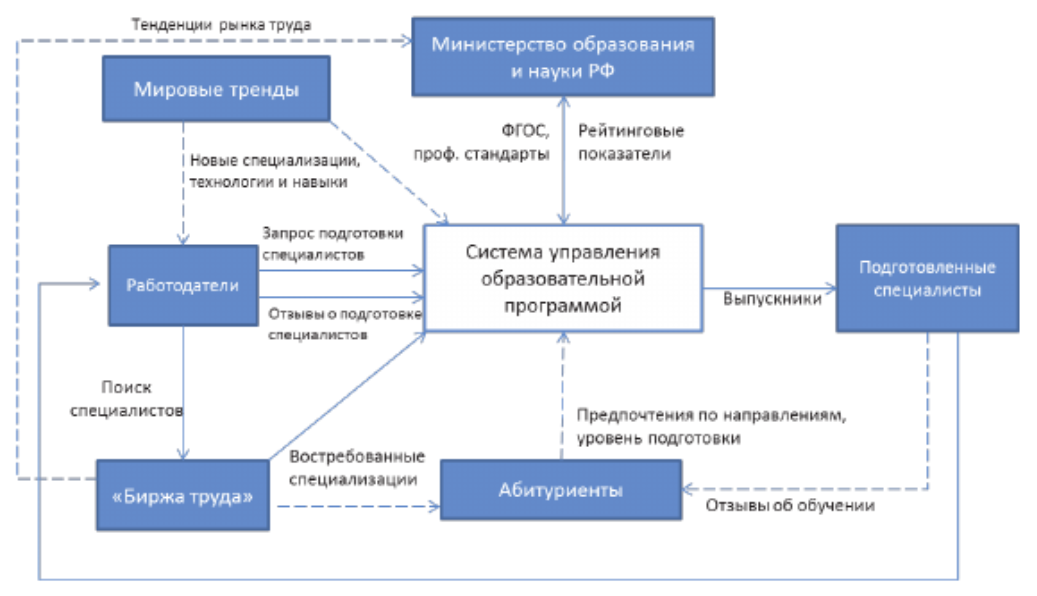 Тенденции рынка труда
Министерство образования
и науки РФ
Мировые тренды
ФГОС,
проф. стандарты
Рейтинговые
показатели
Новые специализации,
технологии и навыки
Запрос подготовки
специалистов
Система управления
образовательной
программой
Подготовленные
специалисты
Работодатели
Выпускники
Отзывы о подготовке
специалистов
Поиск
специалистов
Предпочтения по направлениям,
уровень подготовки
Востребованные
специализации
«Биржа труда»
Абитуриенты
Отзывы об обучении